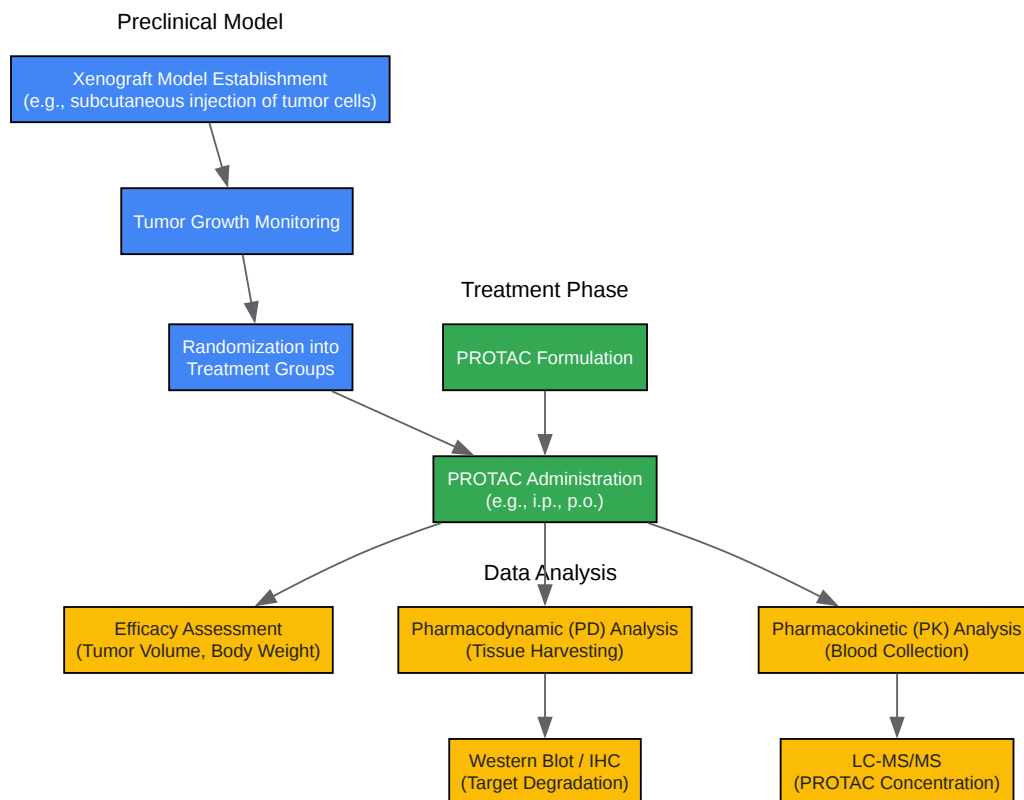 Preclinical Model
Xenograft Model Establishment
(e.g., subcutaneous injection of tumor cells)
Tumor Growth Monitoring
Treatment Phase
Randomization into
Treatment Groups
PROTAC Formulation
PROTAC Administration
(e.g., i.p., p.o.)
Data Analysis
Efficacy Assessment
(Tumor Volume, Body Weight)
Pharmacodynamic (PD) Analysis
(Tissue Harvesting)
Pharmacokinetic (PK) Analysis
(Blood Collection)
Western Blot / IHC
(Target Degradation)
LC-MS/MS
(PROTAC Concentration)